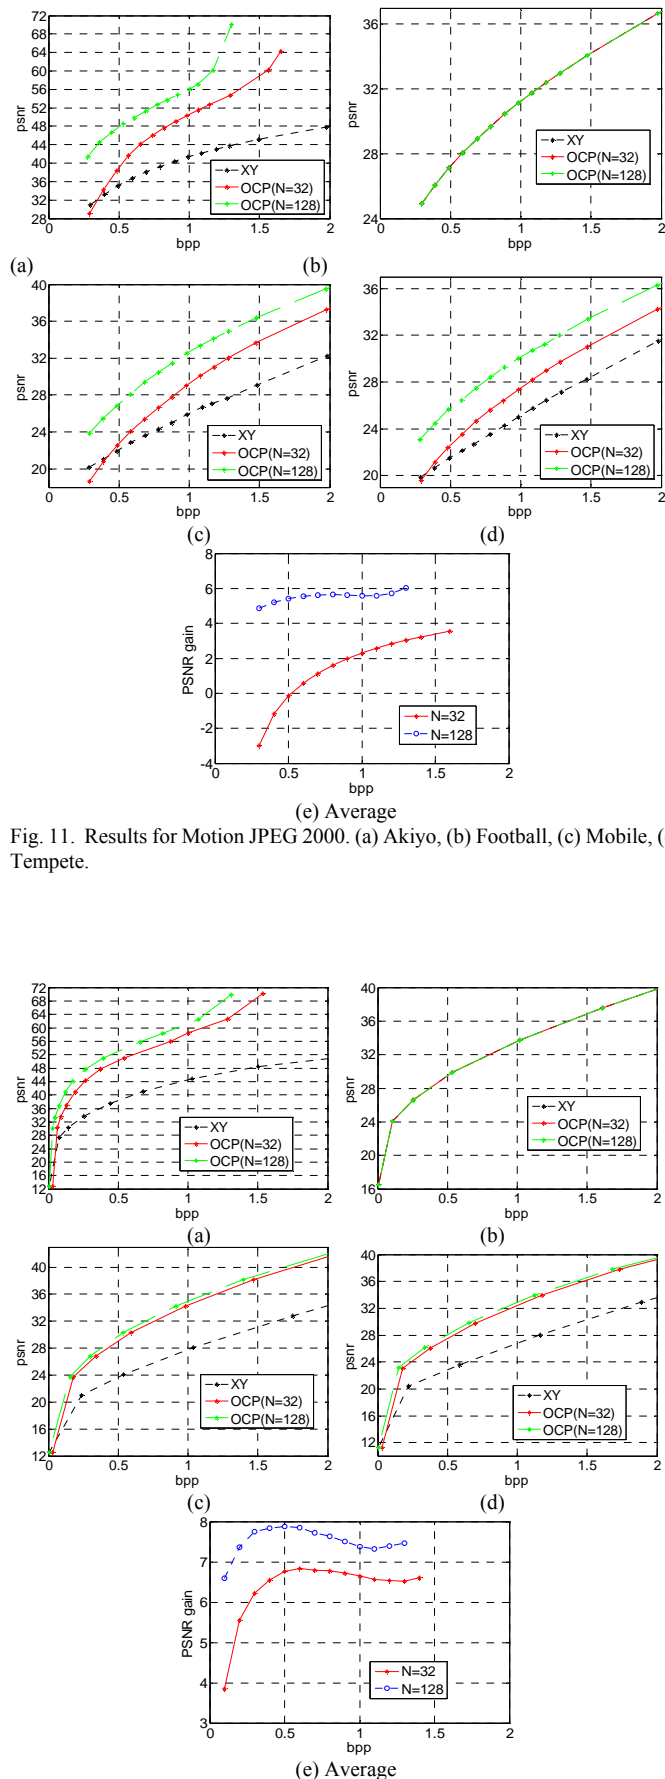 72
68
64
60
56
52
48
44
40
36
32
28
psnr
0 0.5 1 1.5 2
bpp
XY
OCP(N=32)
OCP(N=128)
(a)
36
32
28
24
psnr
0 0.5 1 1.5 2
bpp
XY
OCP(N=32)
OCP(N=128)
(b)
40
36
32
28
24
20
psnr
0 0.5 1 1.5 2
bpp
XY
OCP(N=32)
OCP(N=128)
(c)
36
32
28
24
20
psnr
0 0.5 1 1.5 2
bpp
XY
OCP(N=32)
OCP(N=128)
(d)
8
6
4
2
0
-2
-4
PSNR gain
0 0.5 1 1.5 2
bpp
N=32
N=128
(e) Average
Fig. 11. Results for Motion JPEG 2000. (a) Akiyo, (b) Football, (c) Mobile, (
Tempete.
72
68
64
60
56
52
48
44
40
36
32
28
24
20
16
12
psnr
0 0.5 1 1.5 2
bpp
XY
OCP(N=32)
OCP(N=128)
(a)
40
36
32
28
24
20
16
psnr
0 0.5 1 1.5 2
bpp
XY
OCP(N=32)
OCP(N=128)
(b)
40
36
32
28
24
20
16
12
psnr
0 0.5 1 1.5 2
bpp
XY
OCP(N=32)
OCP(N=128)
(c)
40
36
32
28
24
20
16
12
psnr
0 0.5 1 1.5 2
bpp
XY
OCP(N=32)
OCP(N=128)
(d)
8
7
6
5
4
3
PSNR gain
0 0.5 1 1.5 2
bpp
N=32
N=128
(e) Average